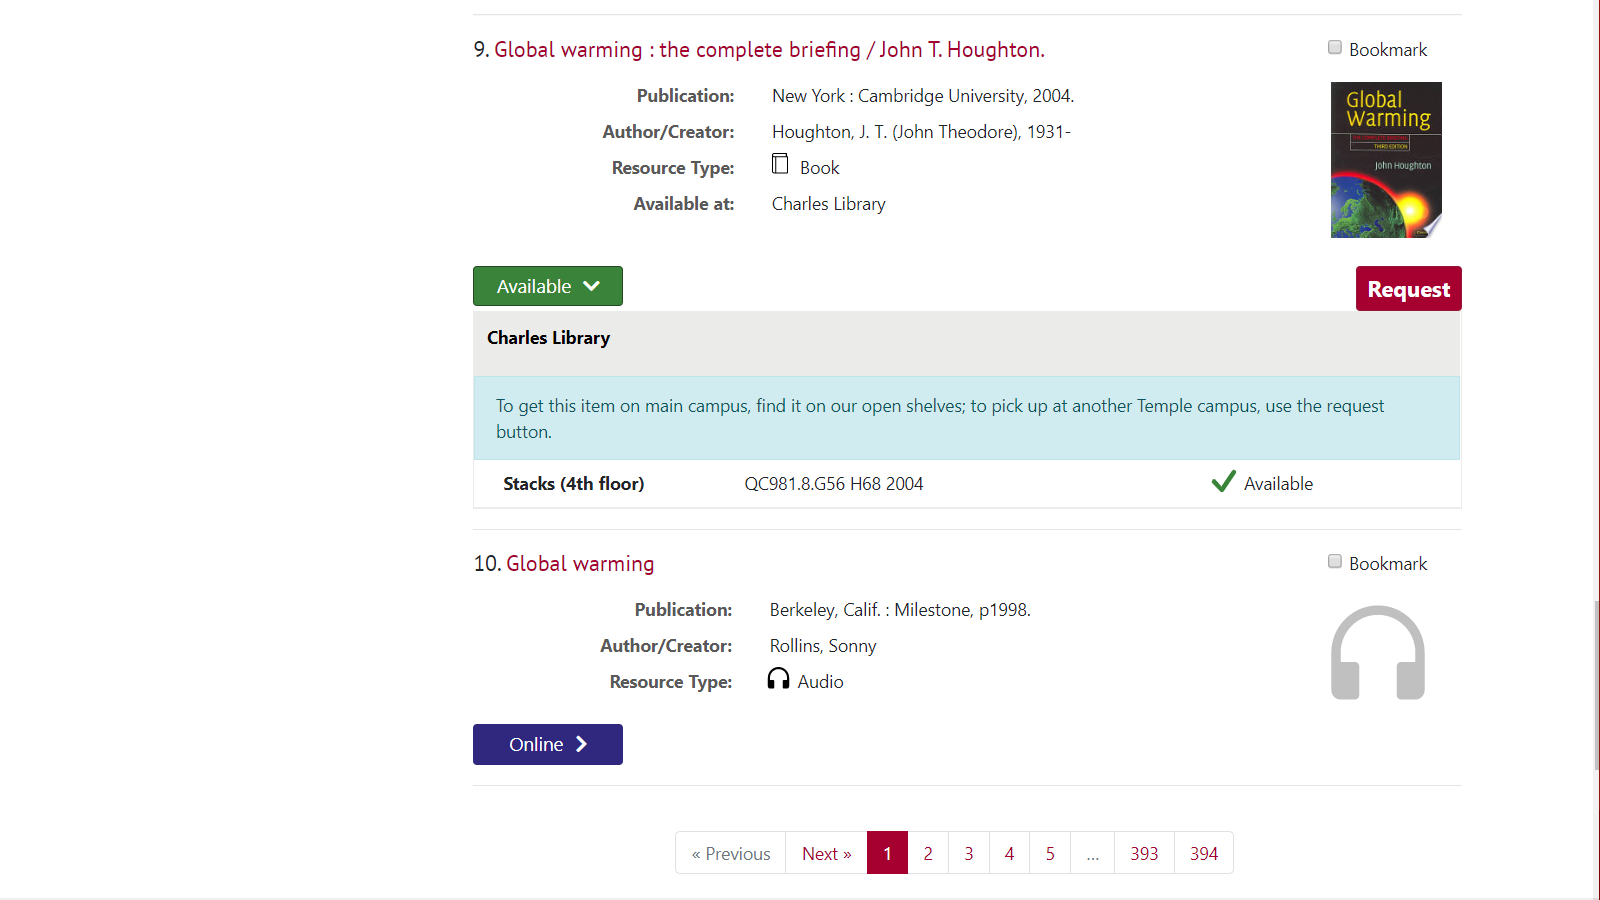 9. Global warming : the complete briefing / John T. Houghton.
Bookmark
Publication: New York : Cambridge University, 2004.
Author/Creator: Houghton, J. T. (John Theodore), 1931-
Resource Type: Book
Available at: Charles Library
Global
Warming
THE COMPLETE BRIEFING
THIRD EDITION
John Houghton
Available
Request
Charles Library
To get this item on main campus, find it on our open shelves; to pick up at another Temple campus, use the request
button.
Stacks (4th floor) QC981.8.G56 H68 2004 Available
10. Global warming
Bookmark
Publication: Berkeley, Calif. : Milestone, p1998.
Author/Creator: Rollins, Sonny
Resource Type: Audio
Online
« Previous Next » 1 2 3 4 5 ... 393 394